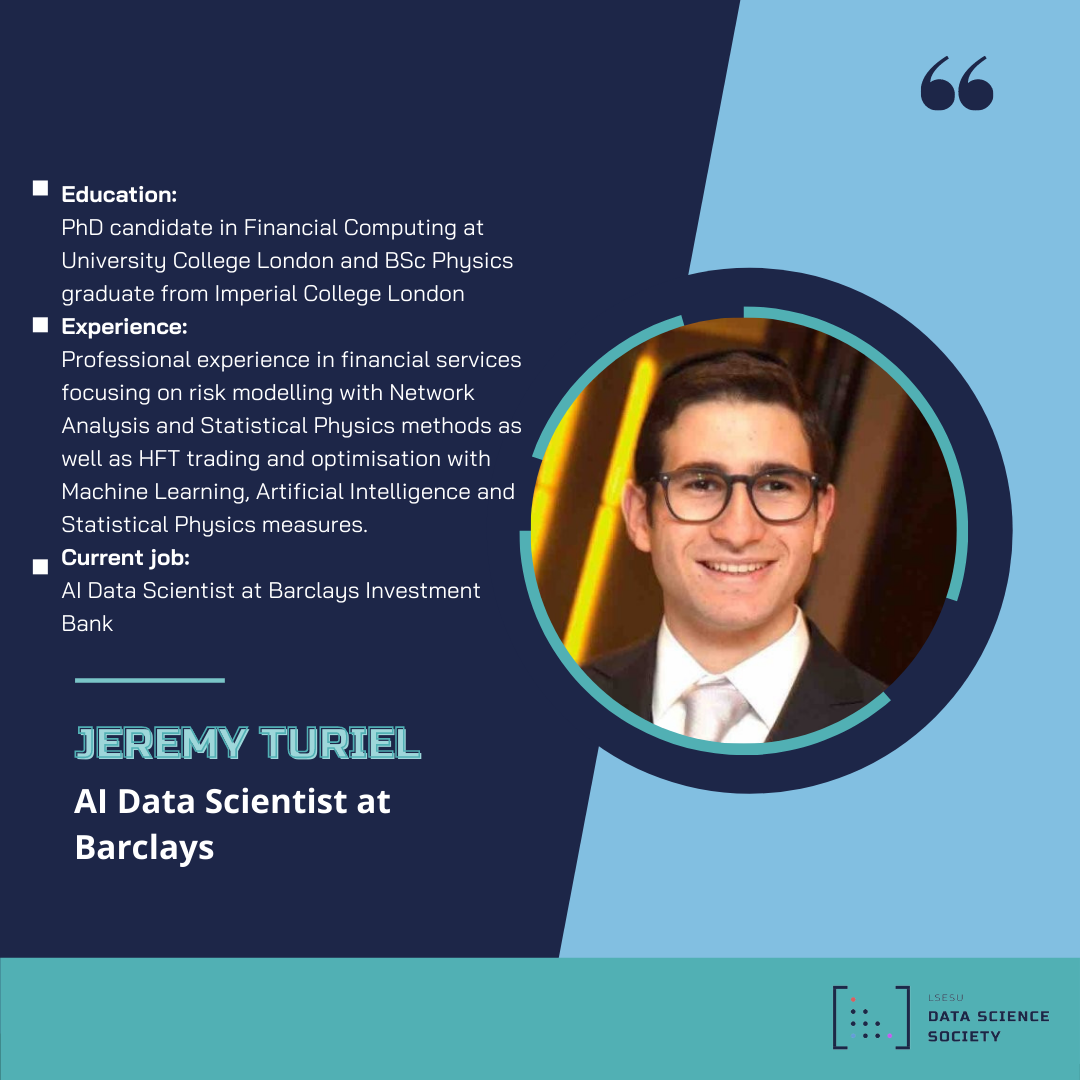 Education:
PhD candidate in Financial Computing at
University College London and BSc Physics
graduate from Imperial College London
Experience:
Professional experience in financial services
focusing on risk modelling with Network
Analysis and Statistical Physics methods as
well as HFT trading and optimisation with
Machine Learning, Artificial Intelligence and
Statistical Physics measures.
Current job:
AI Data Scientist at Barclays Investment
Bank
JEREMY TURIEL
AI Data Scientist at
Barclays
LSESU
DATA SCIENCE
SOCIETY